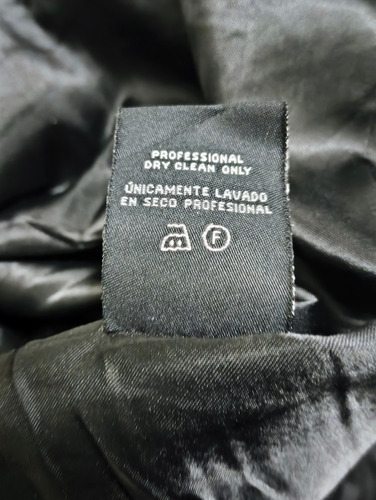 PROFESSIONAL
DRY CLEAN ONLY
ÚNICAMENTE LAVADO
EN SECO PROFESIONAL
F